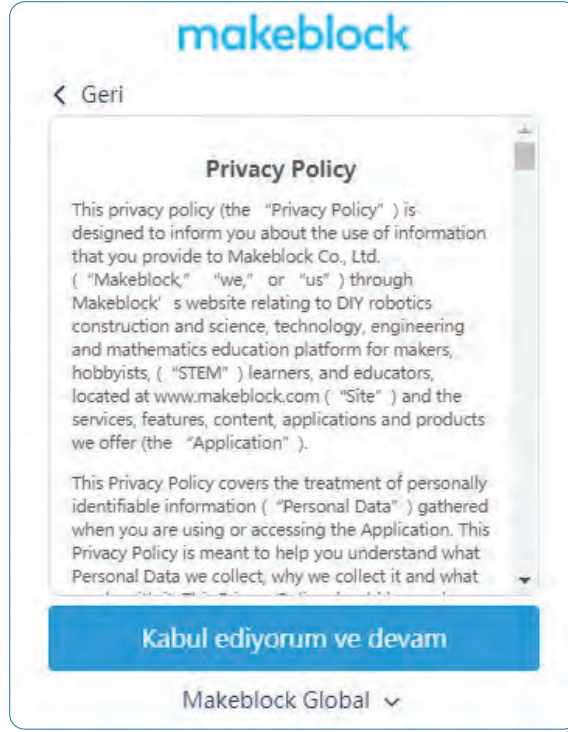 makeblock
Geri
Privacy Policy
This privacy policy (the “Privacy Policy” ) is
designed to inform you about the use of information
that you provide to Makeblock Co., Ltd.
( “Makeblock,” “we,” or “us” ) through
Makeblock’ s website relating to DIY robotics
construction and science, technology, engineering
and mathematics education platform for makers,
hobbyists, ( “STEM” ) learners, and educators,
located at www.makeblock.com ( “Site” ) and the
services, features, content, applications and products
we offer (the “Application” ).
This Privacy Policy covers the treatment of personally
identifiable information ( “Personal Data” ) gathered
when you are using or accessing the Application. This
Privacy Policy is meant to help you understand what
Personal Data we collect, why we collect it and what
Kabul ediyorum ve devam
Makeblock Global